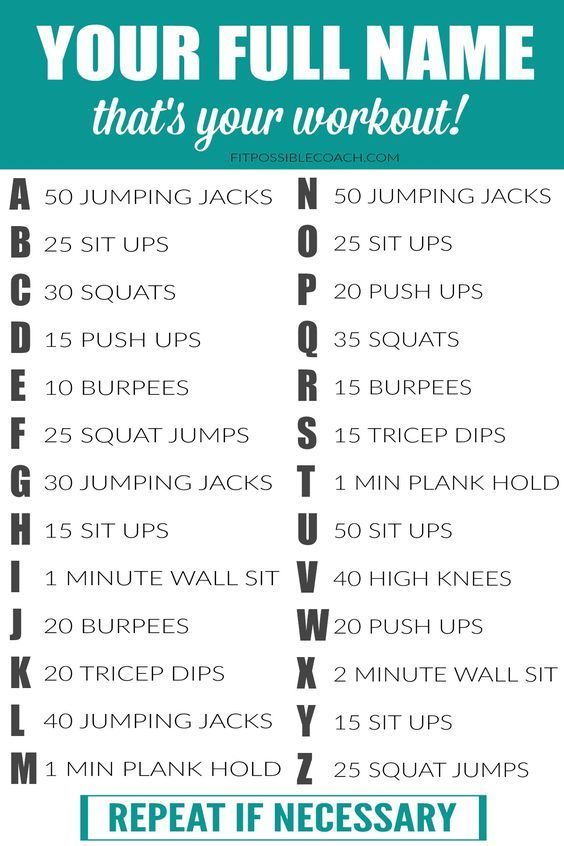 YOUR FULL NAME
that's your workout!
FITPOSSIBLECOACH.COM
A 50 JUMPING JACKS
B 25 SIT UPS
C 30 SQUATS
D 15 PUSH UPS
E 10 BURPEES
F 25 SQUAT JUMPS
G 30 JUMPING JACKS
H 15 SIT UPS
I 1 MINUTE WALL SIT
J 20 BURPEES
K 20 TRICEP DIPS
L 40 JUMPING JACKS
M 1 MIN PLANK HOLD
N 50 JUMPING JACKS
O 25 SIT UPS
P 20 PUSH UPS
Q 35 SQUATS
R 15 BURPEES
S 15 TRICEP DIPS
T 1 MIN PLANK HOLD
U 50 SIT UPS
V 40 HIGH KNEES
W 20 PUSH UPS
X 2 MINUTE WALL SIT
Y 15 SIT UPS
Z 25 SQUAT JUMPS
REPEAT IF NECESSARY